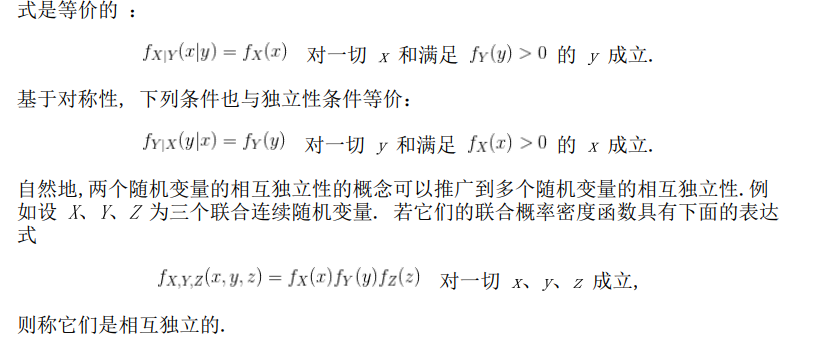 式是等价的 :
f_{X|Y}(x|y) = f_X(x) 对一切 x 和满足 f_Y(y) > 0 的 y 成立.
基于对称性, 下列条件也与独立性条件等价:
f_{Y|X}(y|x) = f_Y(y) 对一切 y 和满足 f_X(x) > 0 的 x 成立.
自然地,两个随机变量的相互独立性的概念可以推广到多个随机变量的相互独立性.例
如设 X、Y、Z 为三个联合连续随机变量. 若它们的联合概率密度函数具有下面的表达
式
f_{X,Y,Z}(x, y, z) = f_X(x)f_Y(y)f_Z(z) 对一切 x、y、z 成立,
则称它们是相互独立的.